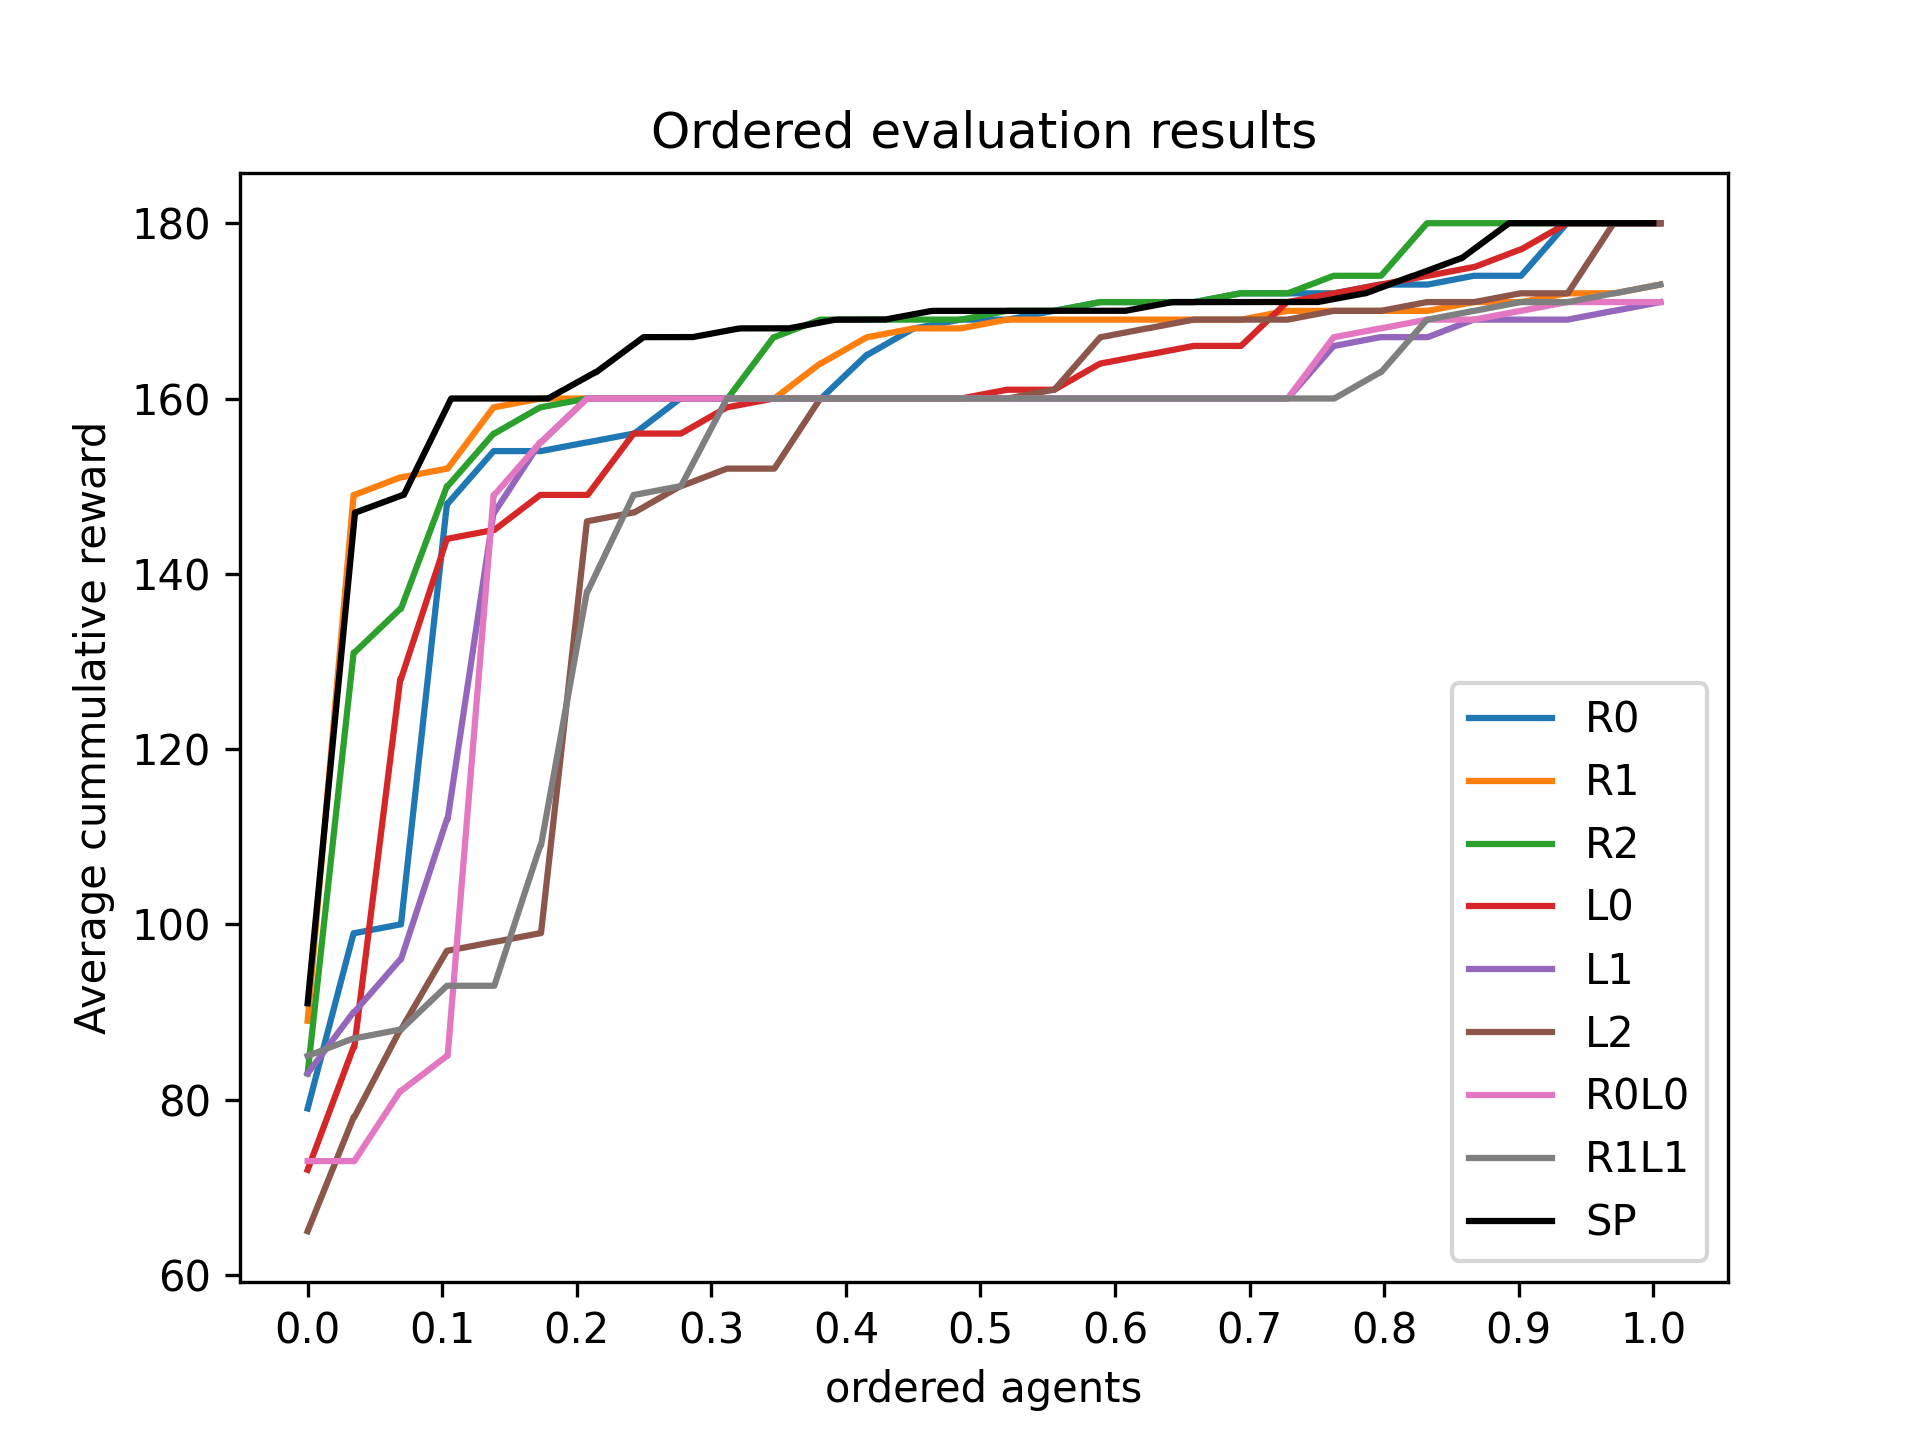 Ordered evaluation results
Average cummulative reward
180
160
140
120
100
80
60
0.0 0.1 0.2 0.3 0.4 0.5 0.6 0.7 0.8 0.9 1.0
ordered agents
R0
R1
R2
L0
L1
L2
R0L0
R1L1
SP